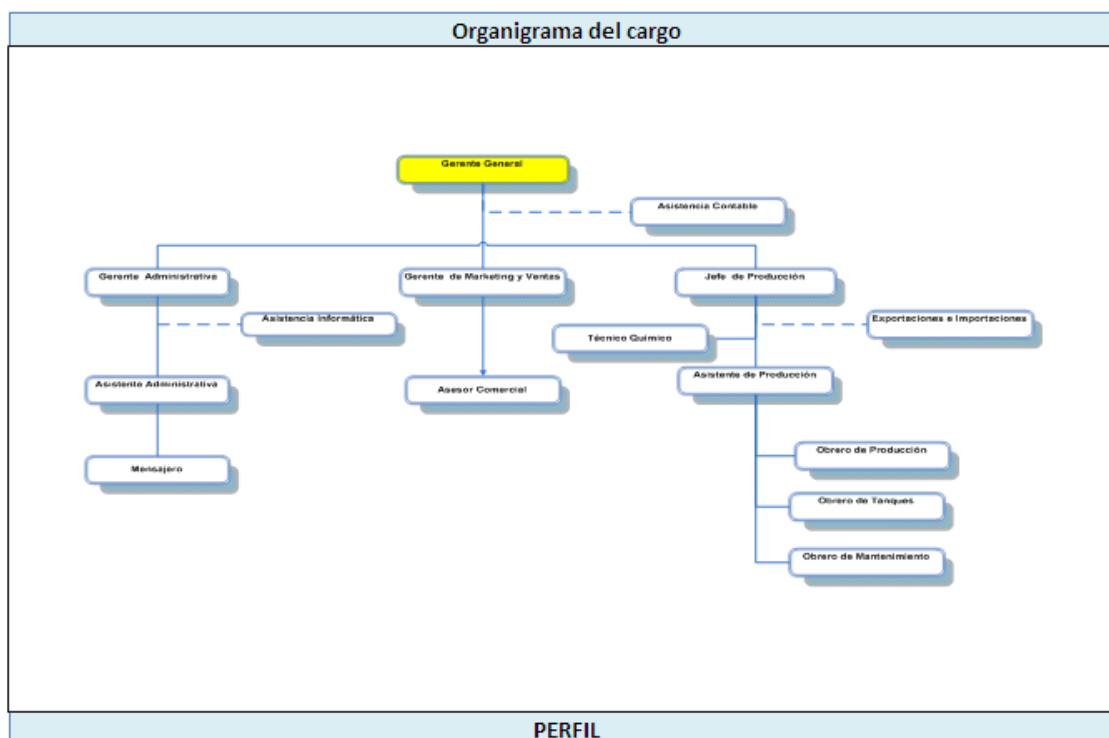 Organigrama del cargo
Gerente General
Asistencia Contable
Gerente Administrativa
Gerente de Marketing y Ventas
Jefe de Producción
Asistencia Informática
Exportaciones e Importaciones
Técnico Químico
Asistente Administrativa
Asesor Comercial
Asistente de Producción
Mensajero
Obrero de Producción
Obrero de Tanques
Obrero de Mantenimiento
PERFIL